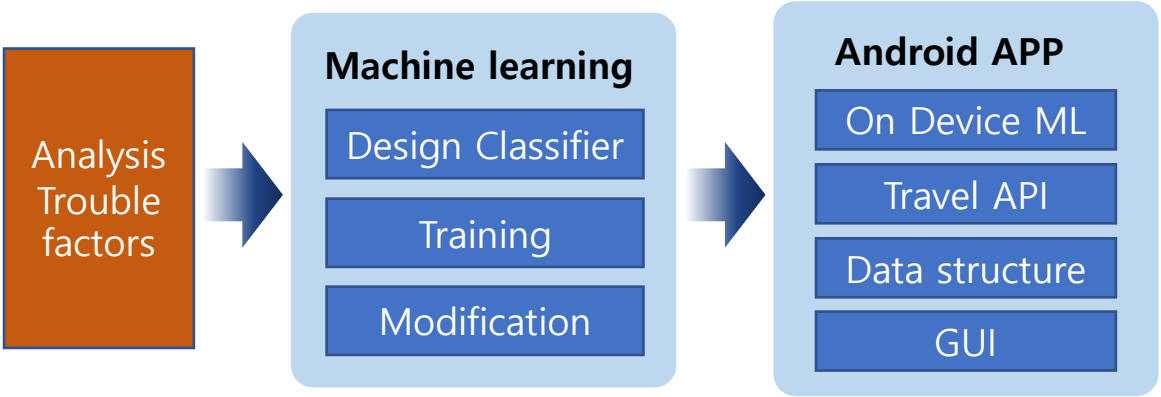 Analysis
Trouble
factors
Machine learning
Design Classifier
Training
Modification
Android APP
On Device ML
Travel API
Data structure
GUI